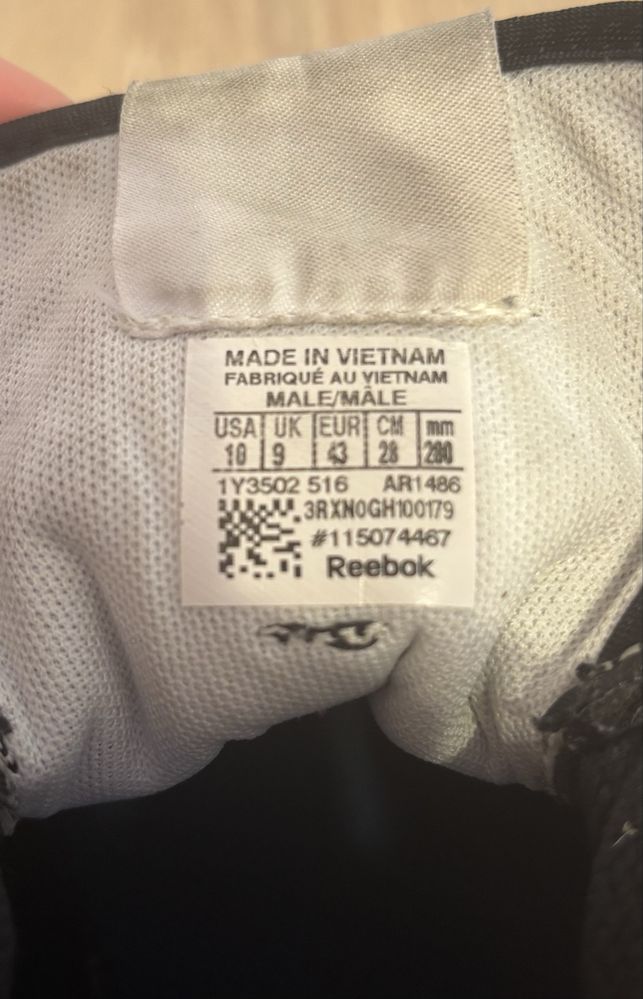 MADE IN VIETNAM
FABRIQUÉ AU VIETNAM
MALE/MÂLE
USA UK EUR CM mm
10 9 43 28 280
1Y3502 516 AR1486
3RXN0GH100179
#115074467
Reebok